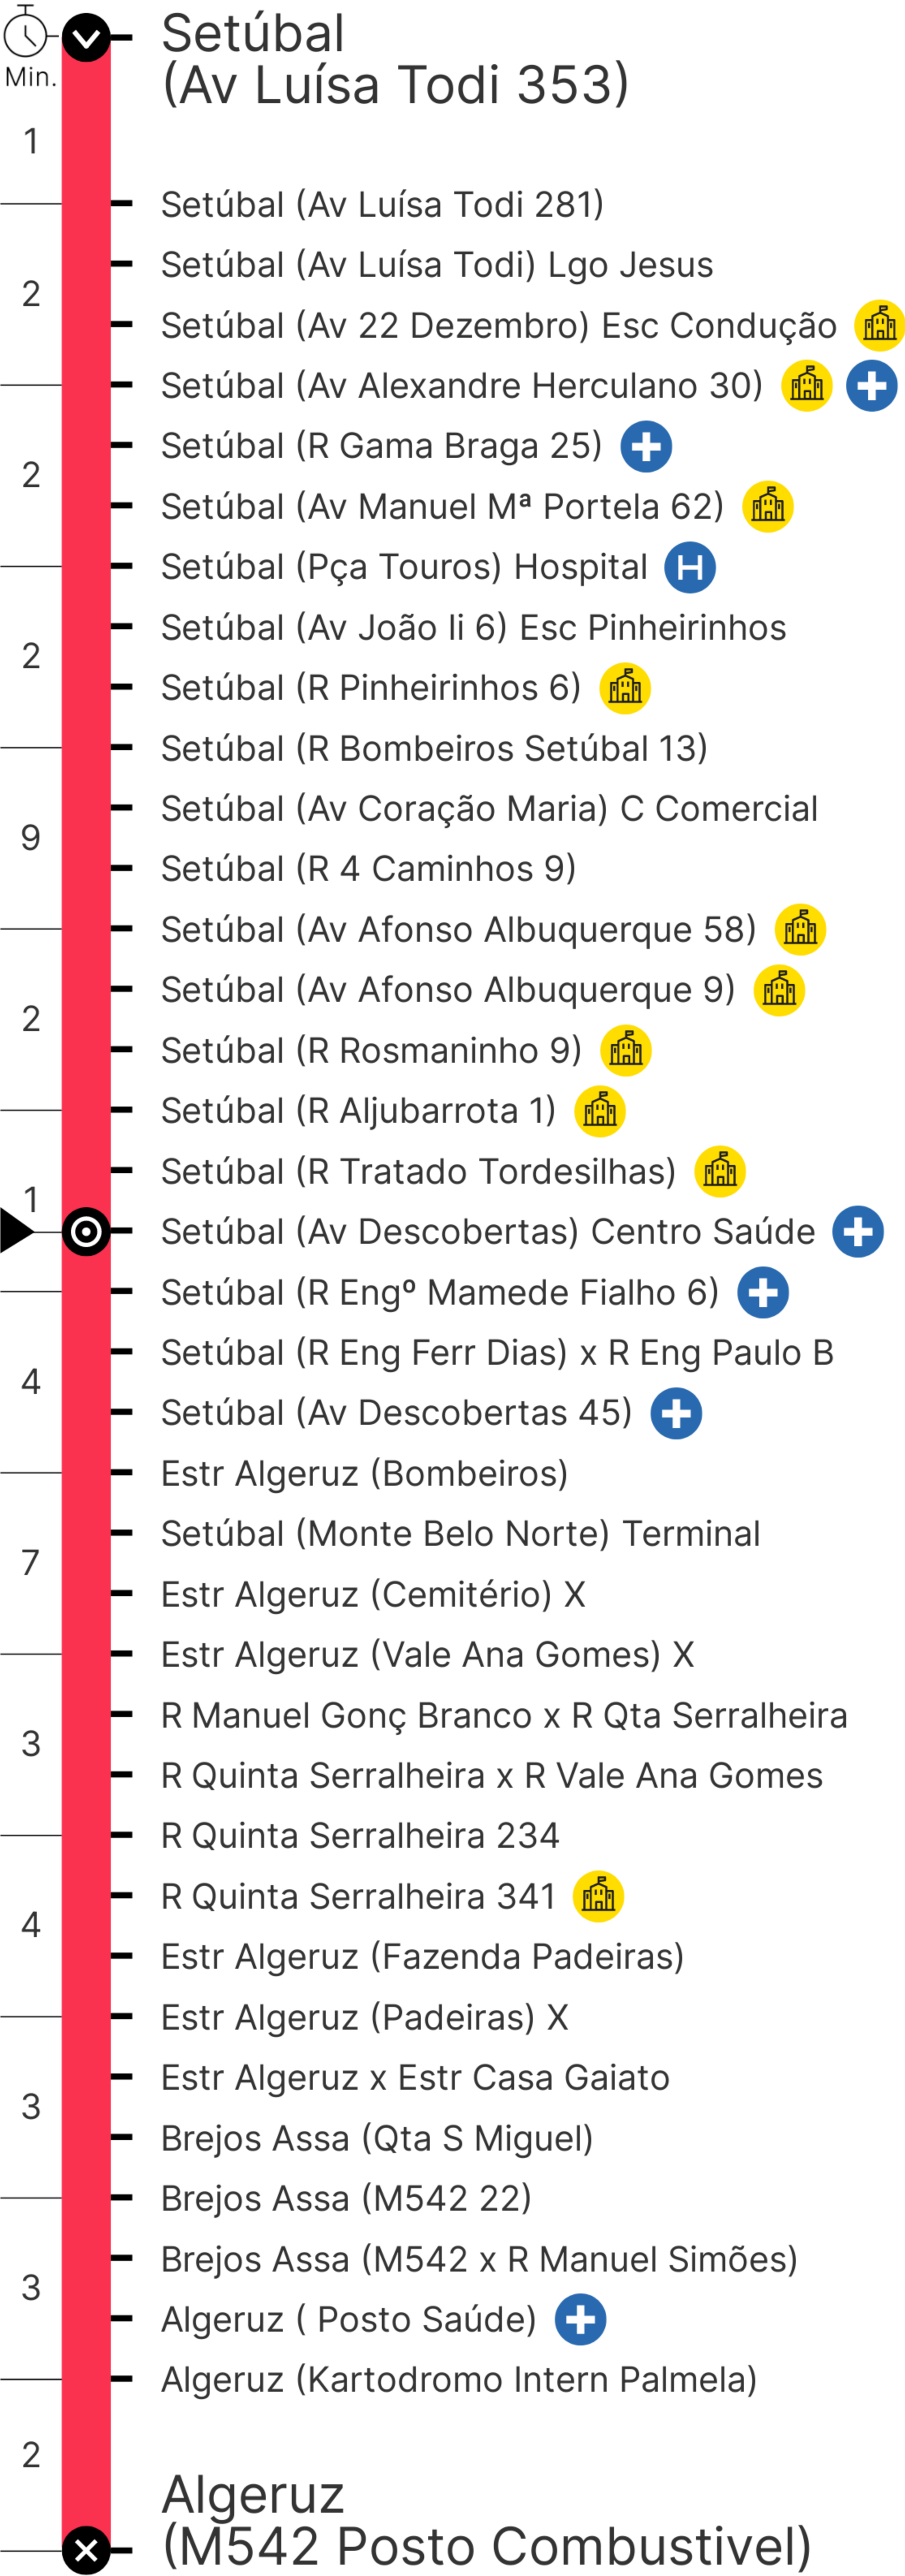 Setúbal
(Av Luísa Todi 353)
Min.
1
Setúbal (Av Luísa Todi 281)
Setúbal (Av Luísa Todi) Lgo Jesus
2
Setúbal (Av 22 Dezembro) Esc Condução
Setúbal (Av Alexandre Herculano 30)
Setúbal (R Gama Braga 25)
2
Setúbal (Av Manuel Mª Portela 62)
Setúbal (Pça Touros) Hospital H
Setúbal (Av João Ii 6) Esc Pinheirinhos
2
Setúbal (R Pinheirinhos 6)
Setúbal (R Bombeiros Setúbal 13)
Setúbal (Av Coração Maria) C Comercial
9
Setúbal (R 4 Caminhos 9)
Setúbal (Av Afonso Albuquerque 58)
Setúbal (Av Afonso Albuquerque 9)
2
Setúbal (R Rosmaninho 9)
Setúbal (R Aljubarrota 1)
Setúbal (R Tratado Tordesilhas)
1
Setúbal (Av Descobertas) Centro Saúde
Setúbal (R Engº Mamede Fialho 6)
Setúbal (R Eng Ferr Dias) x R Eng Paulo B
4
Setúbal (Av Descobertas 45)
Estr Algeruz (Bombeiros)
Setúbal (Monte Belo Norte) Terminal
7
Estr Algeruz (Cemitério) X
Estr Algeruz (Vale Ana Gomes) X
R Manuel Gonç Branco x R Qta Serralheira
3
R Quinta Serralheira x R Vale Ana Gomes
R Quinta Serralheira 234
R Quinta Serralheira 341
4
Estr Algeruz (Fazenda Padeiras)
Estr Algeruz (Padeiras) X
Estr Algeruz x Estr Casa Gaiato
3
Brejos Assa (Qta S Miguel)
Brejos Assa (M542 22)
Brejos Assa (M542 x R Manuel Simões)
3
Algeruz ( Posto Saúde)
Algeruz (Kartodromo Intern Palmela)
2
Algeruz
(M542 Posto Combustivel)